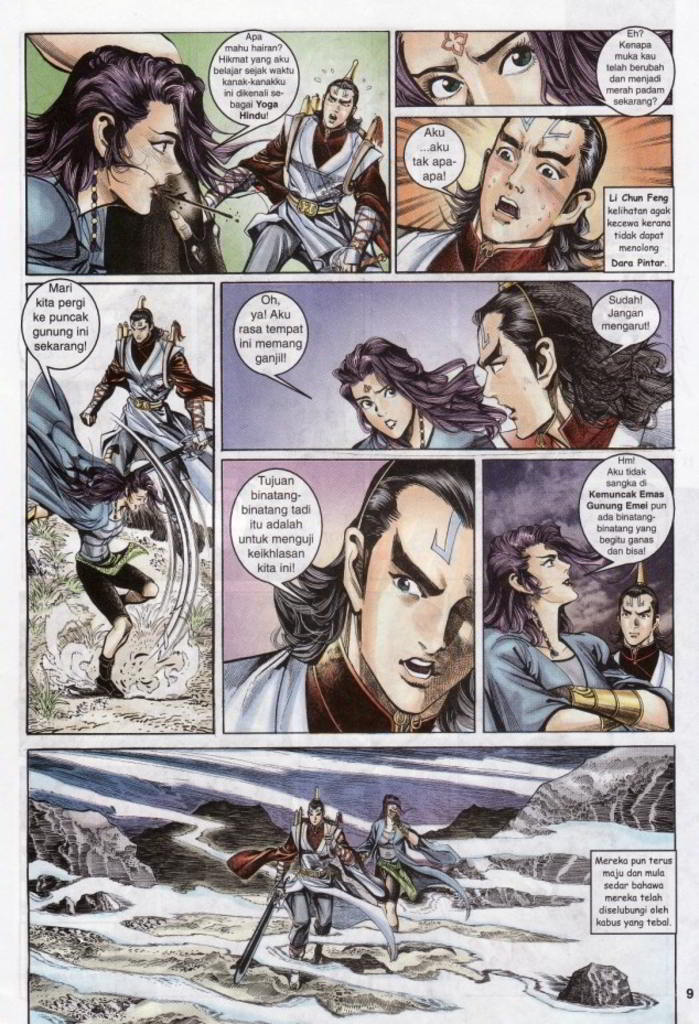 Apa
mahu hairan?
Hikmat yang aku
belajar sejak waktu
kanak-kanakku
ini dikenali se-
bagai Yoga
Hindu!
Eh?
Kenapa
muka kau
telah berubah
dan menjadi
merah padam
sekarang?
Aku
...aku
tak apa-
apa!
Li Chun Feng
kelihatan agak
kecewa kerana
tidak dapat
menolong
Dara Pintar.
Mari
kita pergi
ke puncak
gunung ini
sekarang!
Oh,
ya! Aku
rasa tempat
ini memang
ganjil!
Sudah!
Jangan
mengarut!
Tujuan
binatang-
binatang tadi
itu adalah
untuk menguji
keikhlasan
kita ini!
Hm!
Aku tidak
sangka di
Kemuncak Emas
Gunung Emei pun
ada binatang-
binatang yang
begitu ganas
dan bisa!
Mereka pun terus
maju dan mula
sedar bahawa
mereka telah
diselubungi oleh
kabus yang tebal.
9